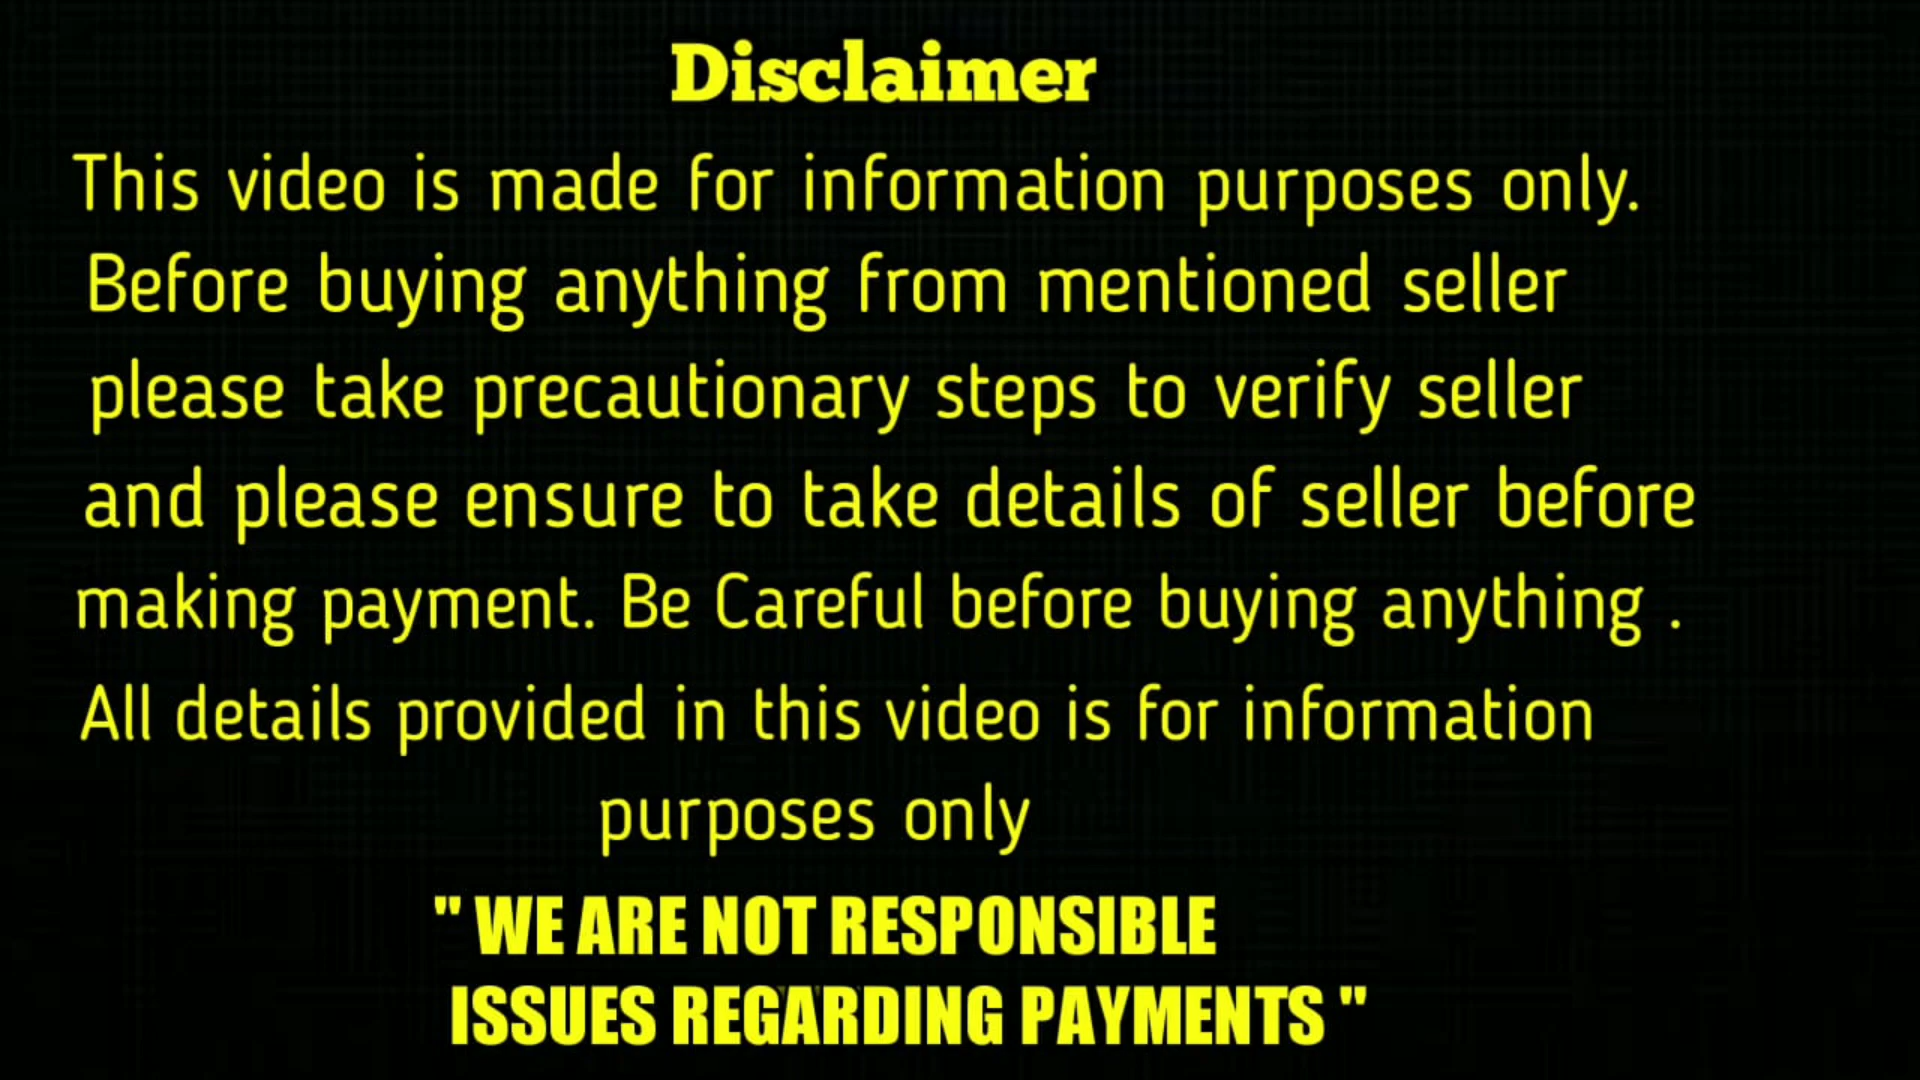 Disclaimer
This video is made for information purposes only.
Before buying anything from mentioned seller
please take precautionary steps to verify seller
and please ensure to take details of seller before
making payment. Be Careful before buying anything .
All details provided in this video is for information
purposes only
" WE ARE NOT RESPONSIBLE
ISSUES REGARDING PAYMENTS "